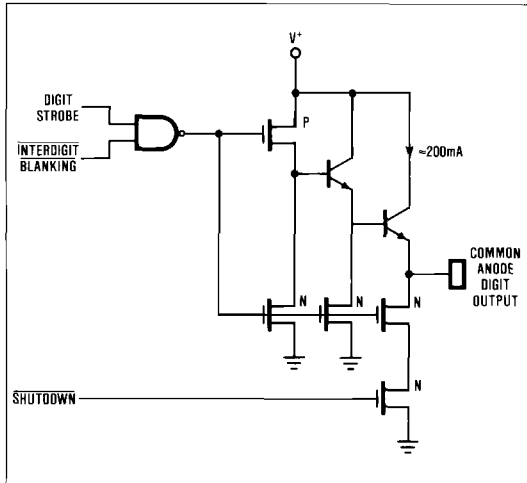 V+
DIGIT
STROBE
INTERDIGIT
BLANKING
P
≈200mA
COMMON
ANODE
DIGIT
OUTPUT
N
N
N
N
SHUTDOWN